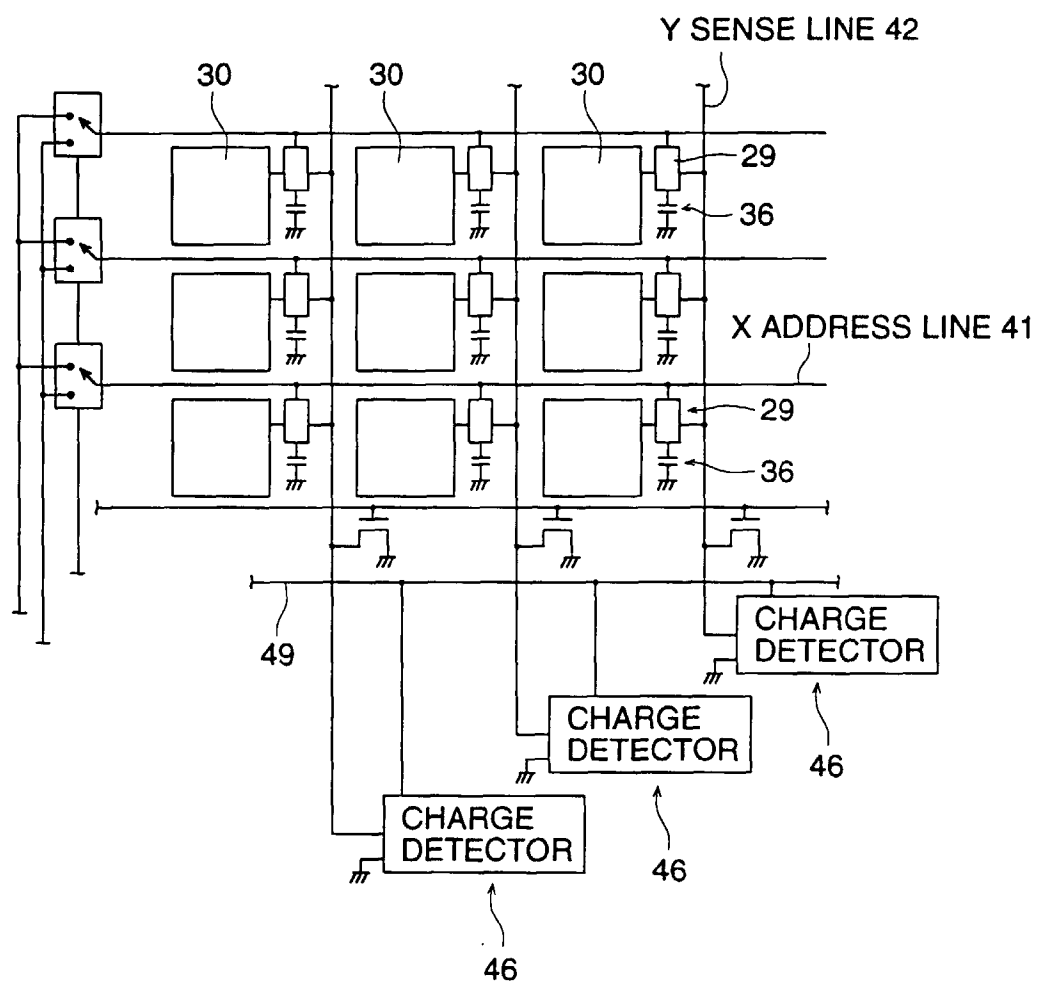 Y SENSE LINE 42
30
30
30
29
36
X ADDRESS LINE 41
29
36
49
CHARGE
DETECTOR
46
CHARGE
DETECTOR
46
CHARGE
DETECTOR
46